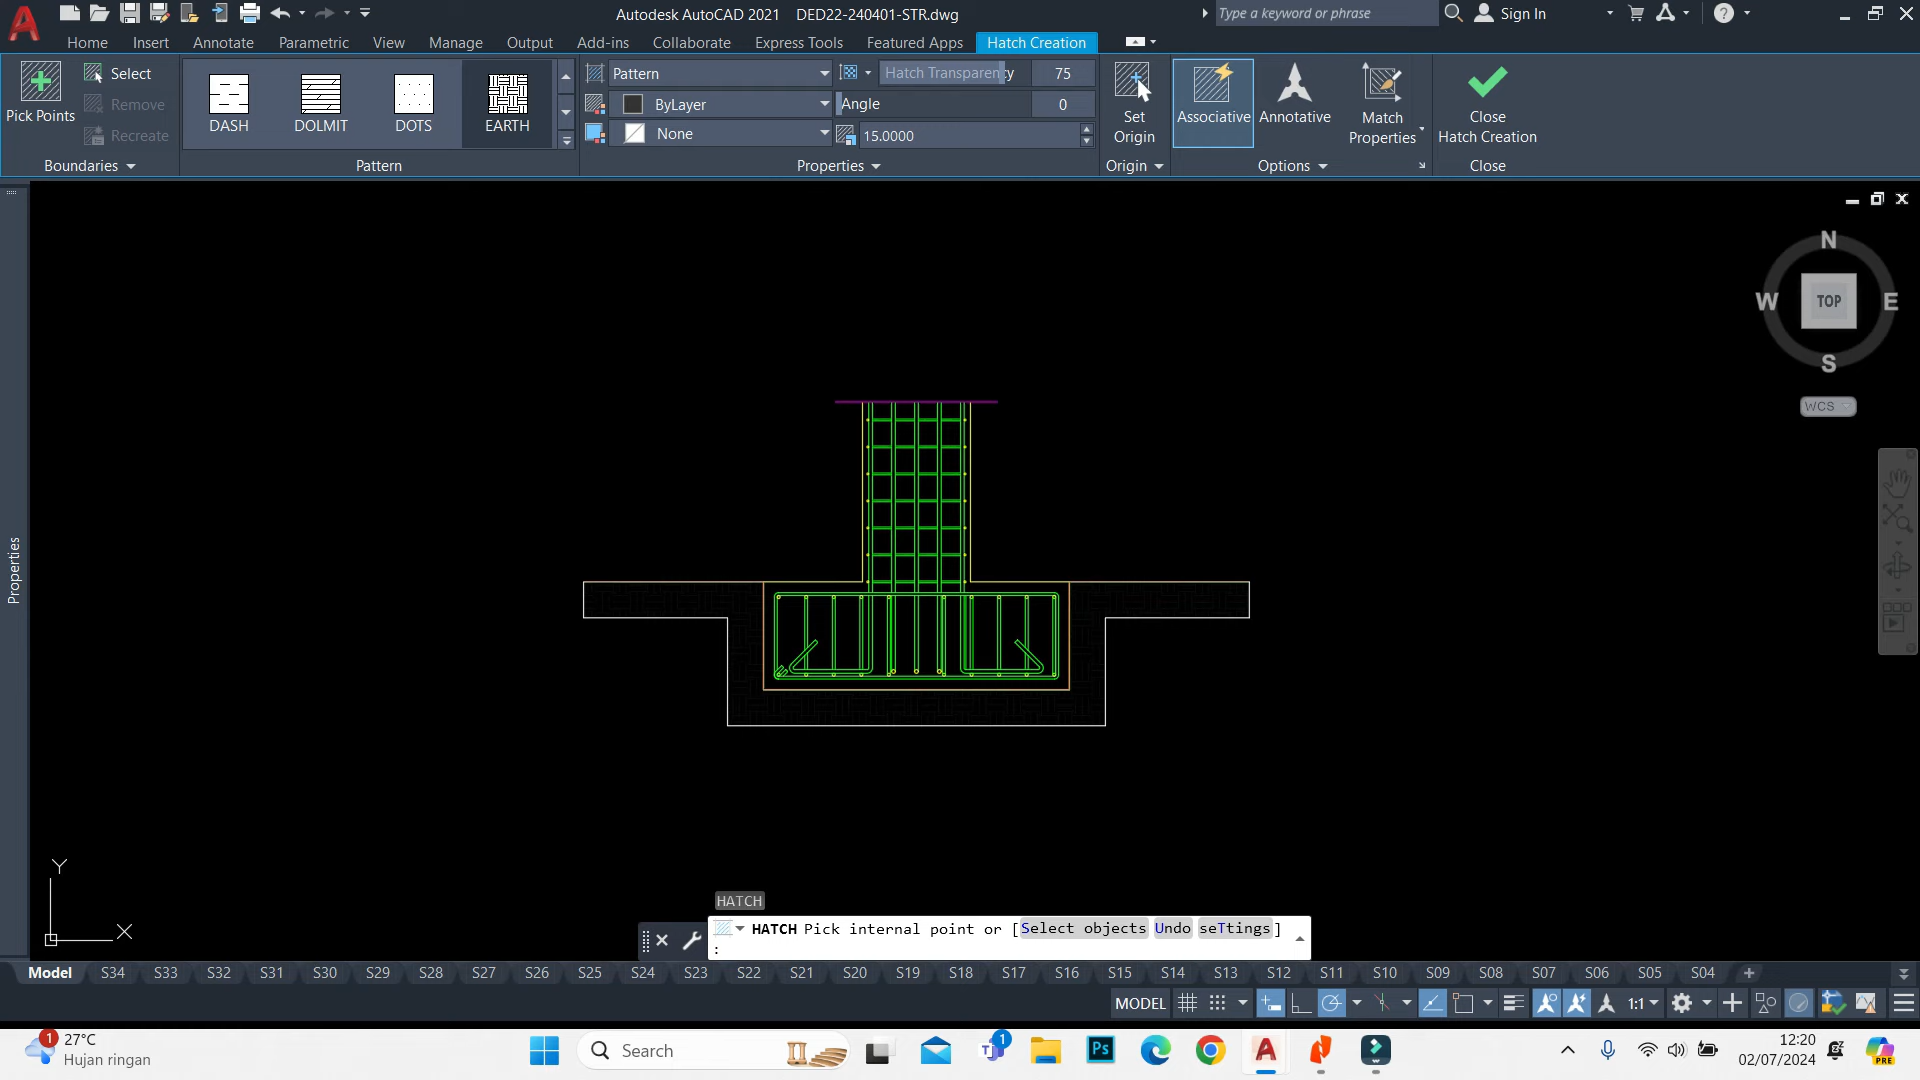 Autodesk AutoCAD 2021 DED22-240401-STR.dwg
Type a keyword or phrase
Sign In
Home Insert Annotate Parametric View Manage Output Add-ins Collaborate Express Tools Featured Apps Hatch Creation
Pick Points
Select
Remove
Recreate
Boundaries
DASH DOLMIT DOTS EARTH
Pattern
Pattern
ByLayer
None
Hatch Transparency 75
Angle 0
15.0000
Properties
Set
Origin
Origin
Associative
Annotative
Match
Properties
Options
Close
Hatch Creation
Close
N
W TOP E
S
WCS
Properties
Y
X
HATCH
HATCH Pick internal point or [Select objects Undo seTtings]
:
Model S34 S33 S32 S31 S30 S29 S28 S27 S26 S25 S24 S23 S22 S21 S20 S19 S18 S17 S16 S15 S14 S13 S12 S11 S10 S09 S08 S07 S06 S05 S04
MODEL 1:1
1
27°C
Hujan ringan
Search
1
Ps
12:20
02/07/2024
PRE